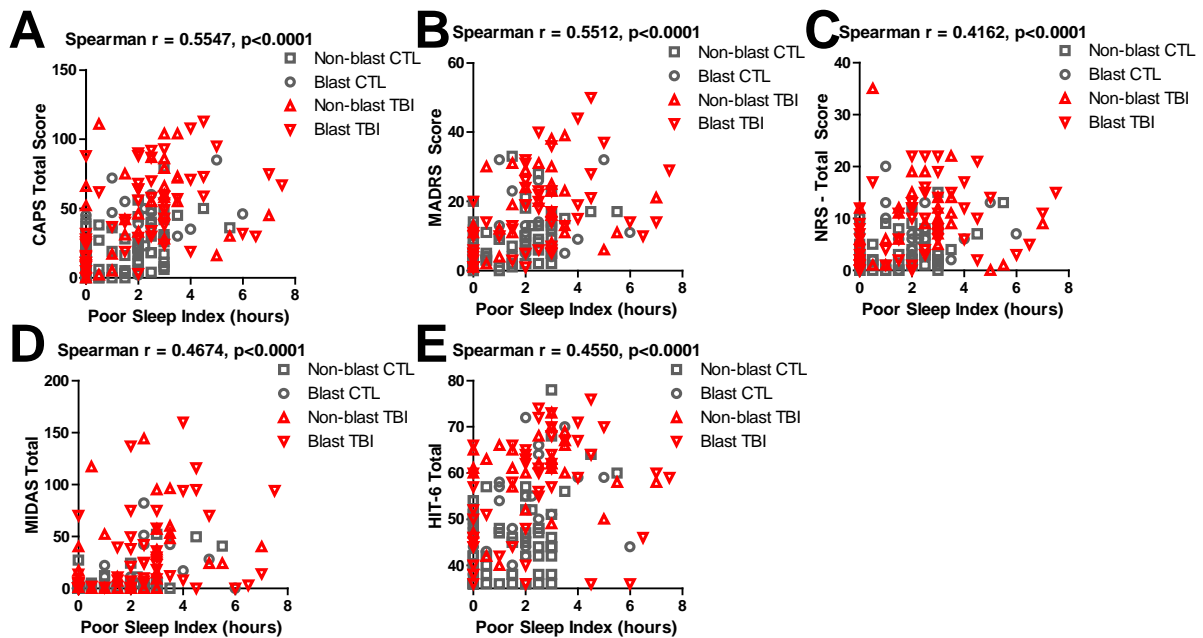 A
Spearman r = 0.5547, p<0.0001
Non-blast CTL
Blast CTL
Non-blast TBI
Blast TBI
CAPS Total Score
150
100
50
0
0 2 4 6 8
Poor Sleep Index (hours)
B
Spearman r = 0.5512, p<0.0001
Non-blast CTL
Blast CTL
Non-blast TBI
Blast TBI
MADRS Score
60
40
20
0
0 2 4 6 8
Poor Sleep Index (hours)
C
Spearman r = 0.4162, p<0.0001
Non-blast CTL
Blast CTL
Non-blast TBI
Blast TBI
NRS - Total Score
40
30
20
10
0
0 2 4 6 8
Poor Sleep Index (hours)
D
Spearman r = 0.4674, p<0.0001
Non-blast CTL
Blast CTL
Non-blast TBI
Blast TBI
MIDAS Total
200
150
100
50
0
0 2 4 6 8
Poor Sleep Index (hours)
E
Spearman r = 0.4550, p<0.0001
Non-blast CTL
Blast CTL
Non-blast TBI
Blast TBI
HIT-6 Total
80
70
60
50
40
0 2 4 6 8
Poor Sleep Index (hours)